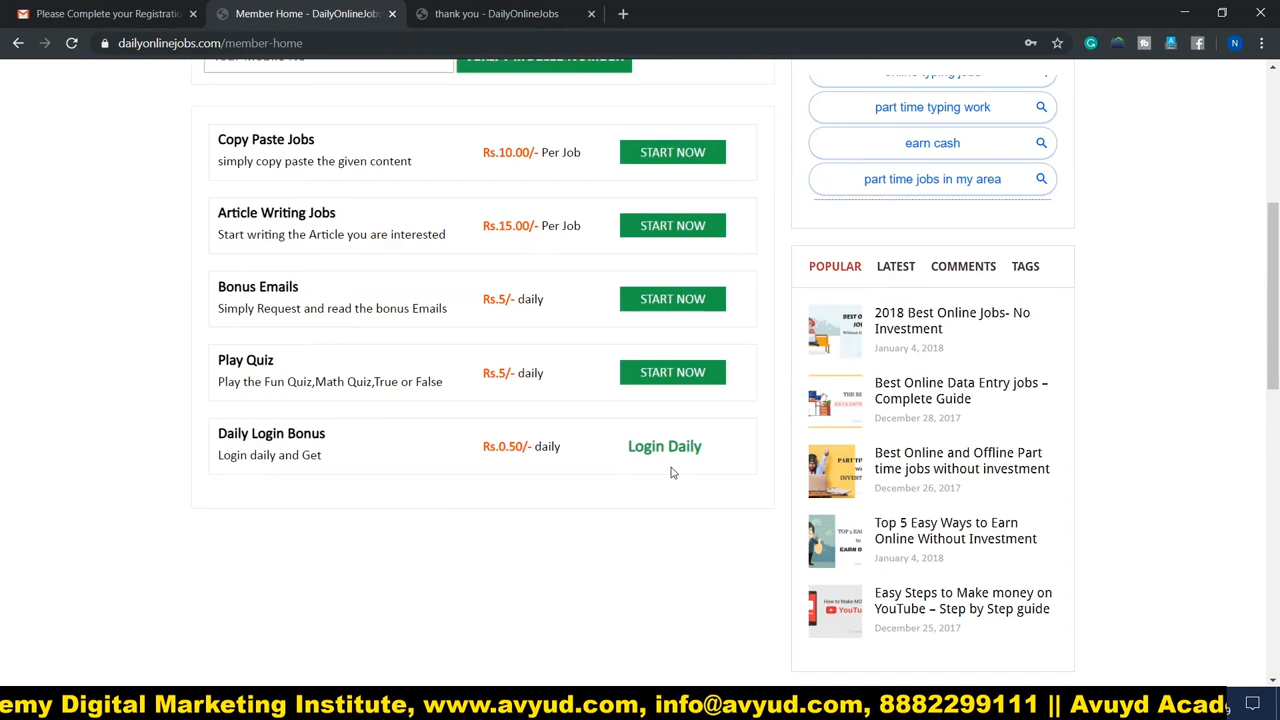 Please Complete your Registratio
Member Home - DailyOnlineJobs
thank you – DailyOnlineJobs
dailyonlinejobs.com/member-home
N
online typing jobs
part time typing work
earn cash
part time jobs in my area
Copy Paste Jobs
simply copy paste the given content
Rs.10.00/- Per Job
START NOW
Article Writing Jobs
Start writing the Article you are interested
Rs.15.00/- Per Job
START NOW
Bonus Emails
Simply Request and read the bonus Emails
Rs.5/- daily
START NOW
Play Quiz
Play the Fun Quiz,Math Quiz,True or False
Rs.5/- daily
START NOW
Daily Login Bonus
Login daily and Get
Rs.0.50/- daily
Login Daily
POPULAR LATEST COMMENTS TAGS
2018 Best Online Jobs- No
Investment
January 4, 2018
Best Online Data Entry jobs –
Complete Guide
December 28, 2017
Best Online and Offline Part
time jobs without investment
December 26, 2017
Top 5 Easy Ways to Earn
Online Without Investment
January 4, 2018
Easy Steps to Make money on
YouTube – Step by Step guide
December 25, 2017
emy Digital Marketing Institute, www.avyud.com, info@avyud.com, 8882299111 || Avuyd Acad